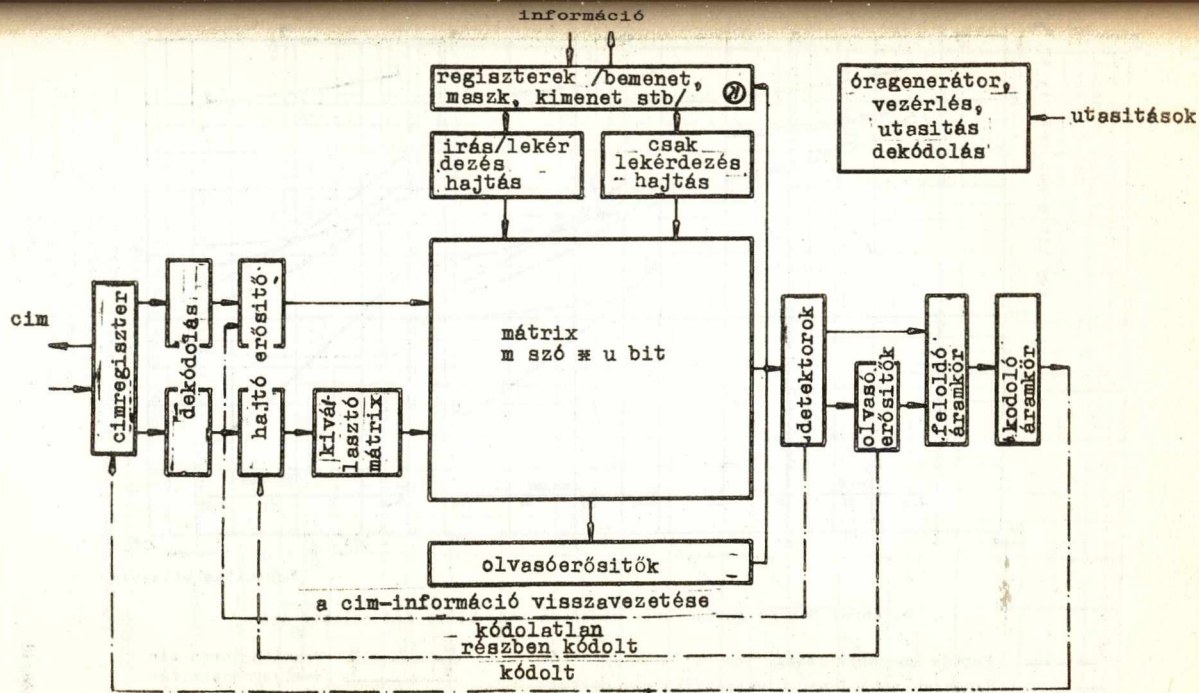 információ
regiszterek /bemenet,
maszk, kimenet stb/
R
óragenerátor,
vezérlés,
utasitás
dekódolás
utasitások
irás/lekér
dezés
hajtás
csak
lekérdezés
hajtás
cim
cimregiszter
dekódolás
hajtó erősitő
kivá-
lasztó
mátrix
mátrix
m szó * u bit
detektorok
olvasó
erősitők
feloldó
áramkör
kodoló
áramkör
olvasóerősitők
a cim-információ visszavezetése
kódolatlan
részben kódolt
kódolt